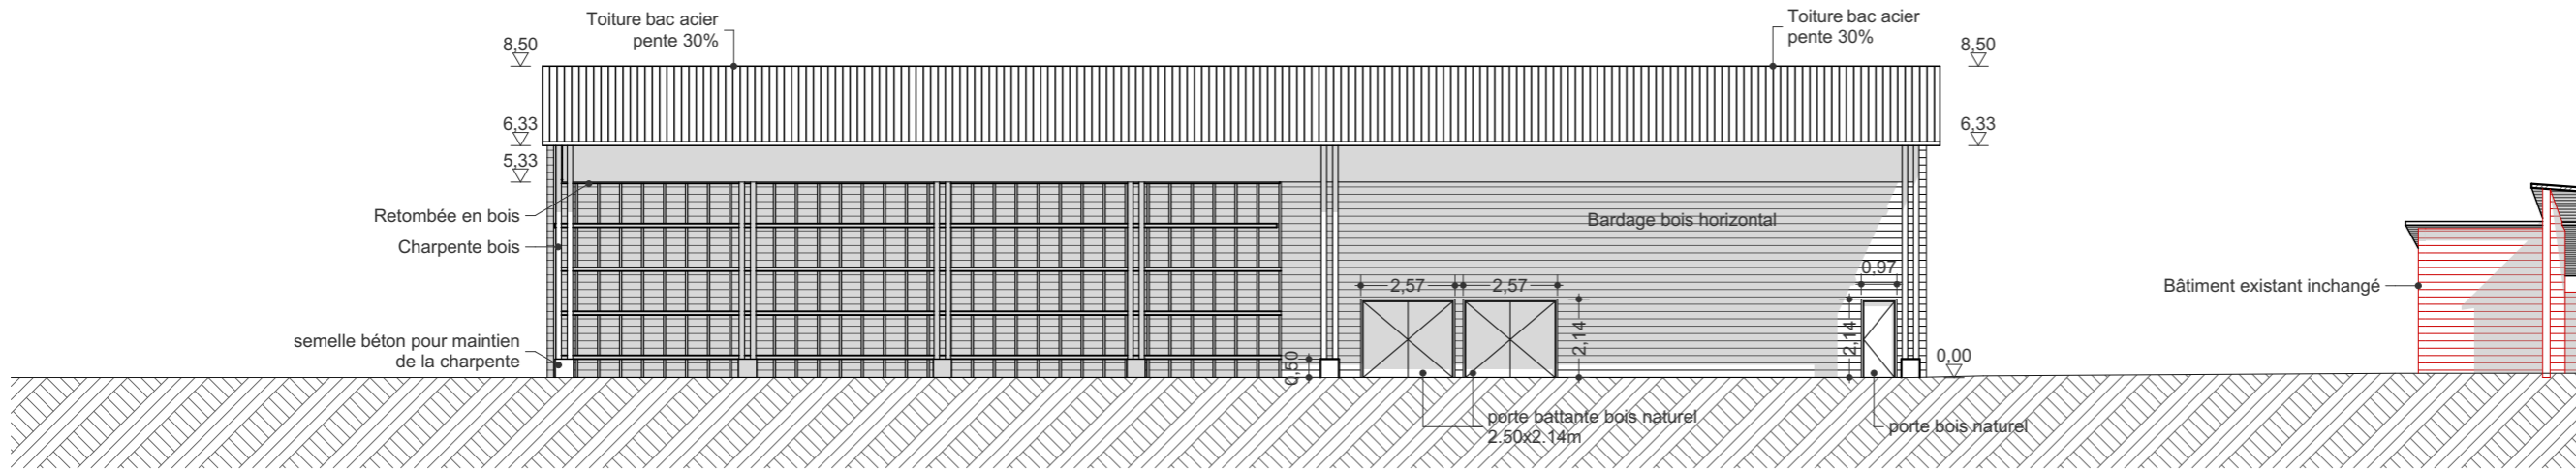 Toiture bac acier
pente 30%
Toiture bac acier
pente 30%
8,50
8,50
6,33
6,33
5,33
Retombée en bois
Charpente bois
Bardage bois horizontal
0,97
2,57
2,57
Bâtiment existant inchangé
2,14
2,14
semelle béton pour maintien
de la charpente
0,50
0,00
porte battante bois naturel
2.50x2.14m
porte bois naturel